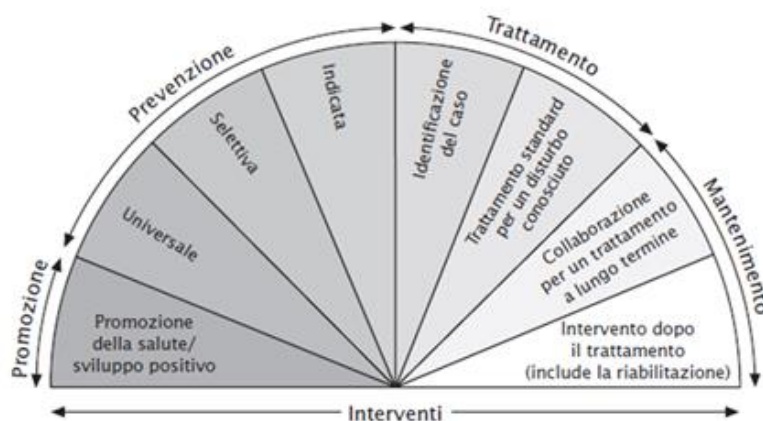 Promozione
Prevenzione
Trattamento
Mantenimento
Promozione
della salute/
sviluppo positivo
Universale
Selettiva
Indicata
Identificazione
del caso
Trattamento standard
per un disturbo
conosciuto
Collaborazione
per un trattamento
a lungo termine
Intervento dopo
il trattamento
(include la riabilitazione)
Interventi